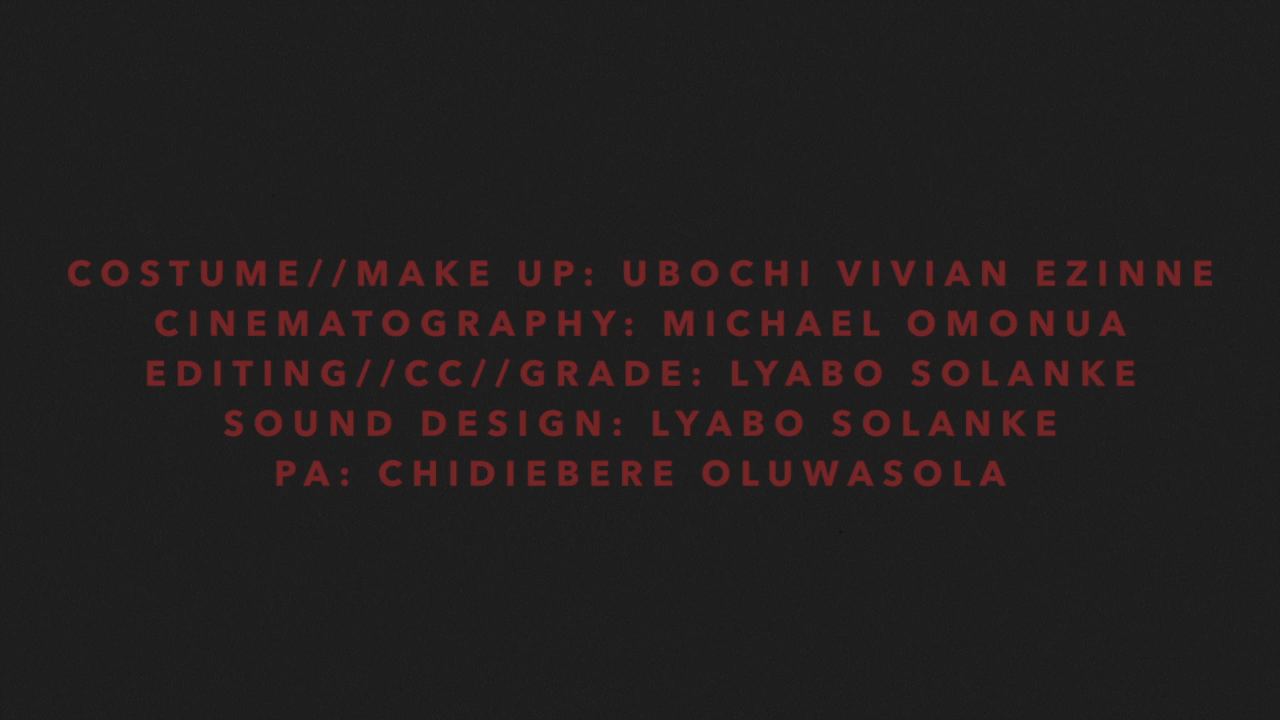 COSTUME//MAKE UP: UBOCHI VIVIAN EZINNE
CINEMATOGRAPHY: MICHAEL OMONUA
EDITING//CC//GRADE: LYABO SOLANKE
SOUND DESIGN: LYABO SOLANKE
PA: CHIDIEBERE OLUWASOLA